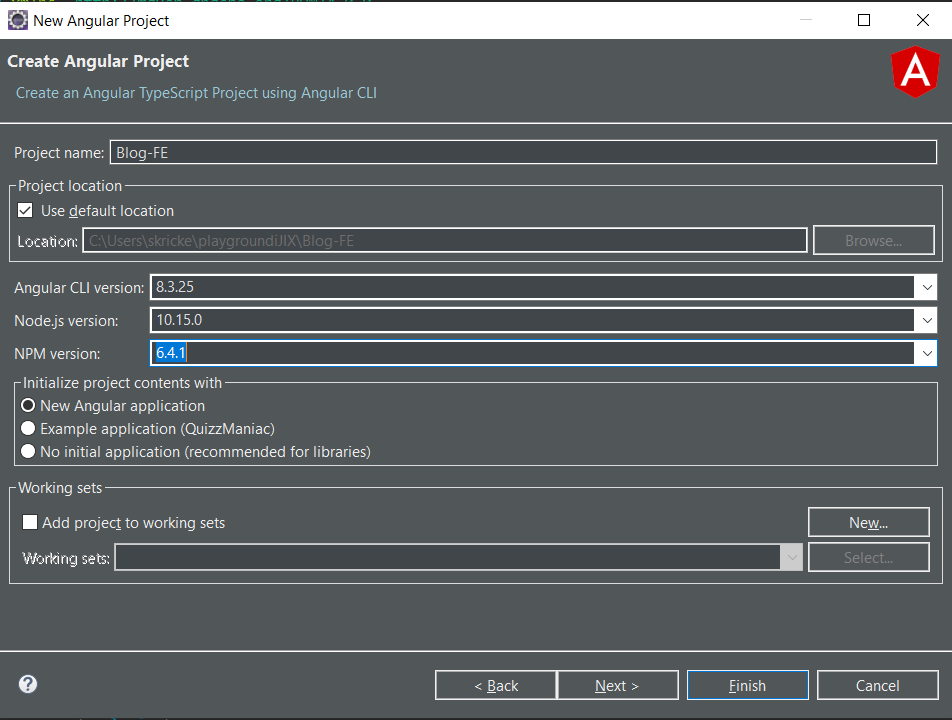 New Angular Project
Create Angular Project
Create an Angular TypeScript Project using Angular CLI
Project name: Blog-FE
Project location
Use default location
Location: C:\Users\skricke\playgroundiJIX\Blog-FE Browse...
Angular CLI version: 8.3.25
Node.js version: 10.15.0
NPM version: 6.4.1
Initialize project contents with
New Angular application
Example application (QuizzManiac)
No initial application (recommended for libraries)
Working sets
Add project to working sets New...
Working sets: Select...
? < Back Next > Finish Cancel